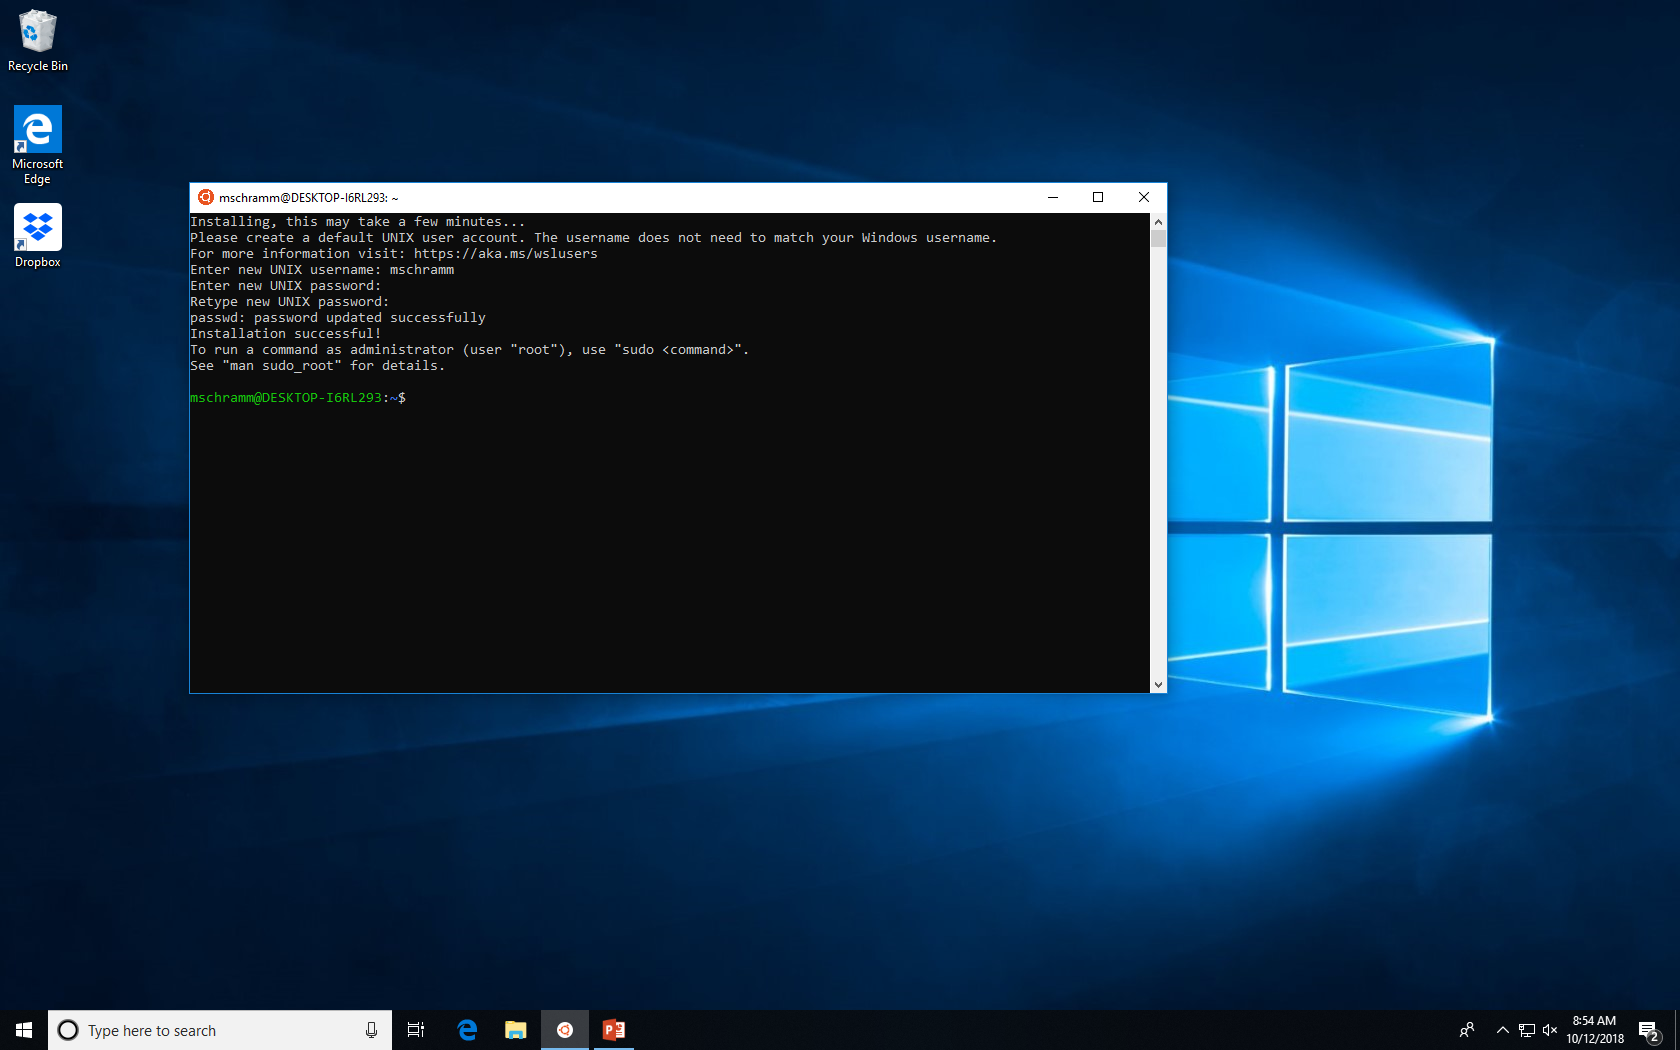 Recycle Bin
Microsoft
Edge
Dropbox
mschramm@DESKTOP-I6RL293: ~
Installing, this may take a few minutes...
Please create a default UNIX user account. The username does not need to match your Windows username.
For more information visit: https://aka.ms/wslusers
Enter new UNIX username: mschramm
Enter new UNIX password:
Retype new UNIX password:
passwd: password updated successfully
Installation successful!
To run a command as administrator (user "root"), use "sudo <command>".
See "man sudo_root" for details.
mschramm@DESKTOP-I6RL293:~$
Type here to search
8:54 AM
10/12/2018
2